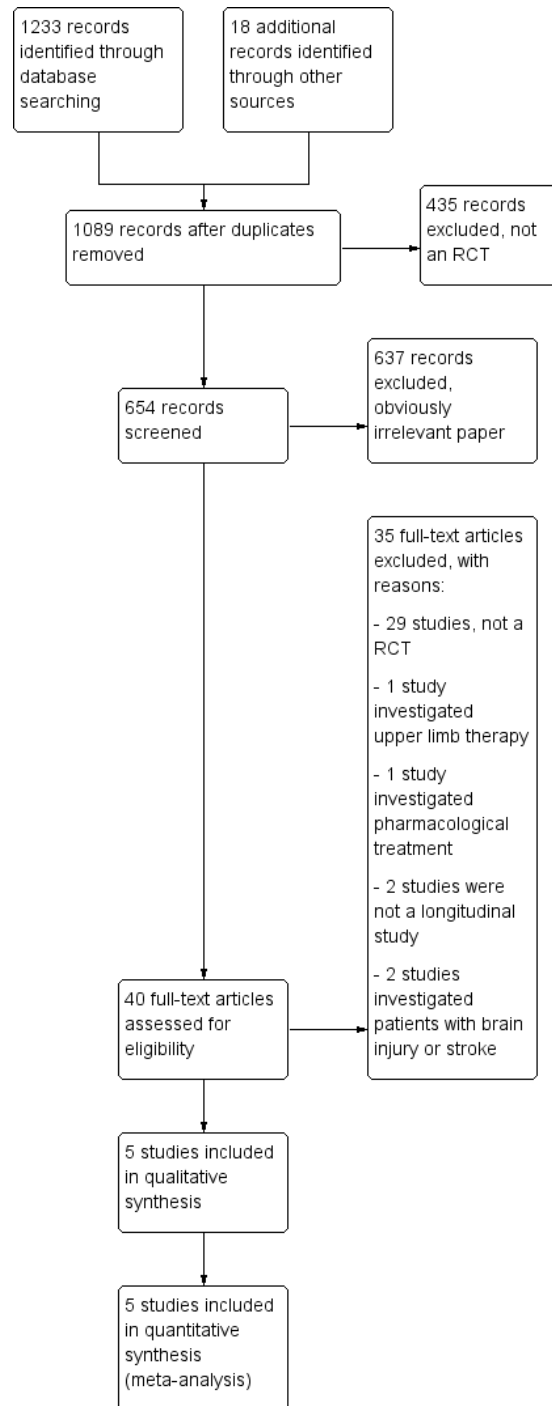 1233 records
identified through
database
searching
18 additional
records identified
through other
sources
1089 records after duplicates
removed
435 records
excluded, not
an RCT
654 records
screened
637 records
excluded,
obviously
irrelevant paper
35 full-text articles
excluded, with
reasons:
- 29 studies, not a
RCT
- 1 study
investigated
upper limb therapy
- 1 study
investigated
pharmacological
treatment
- 2 studies were
not a longitudinal
study
- 2 studies
investigated
patients with brain
injury or stroke
40 full-text articles
assessed for
eligibility
5 studies included
in qualitative
synthesis
5 studies included
in quantitative
synthesis
(meta-analysis)